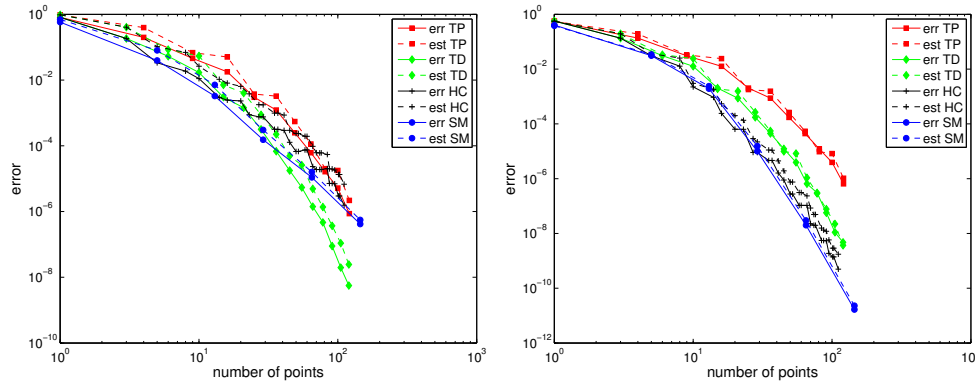 10^0
10^-2
10^-4
10^-6
10^-8
10^-10
error
10^0
10^1
10^2
10^3
number of points
err TP
est TP
err TD
est TD
err HC
est HC
err SM
est SM
10^0
10^-2
10^-4
10^-6
10^-8
10^-10
10^-12
error
10^0
10^1
10^2
10
number of points
err TP
est TP
err TD
est TD
err HC
est HC
err SM
est SM